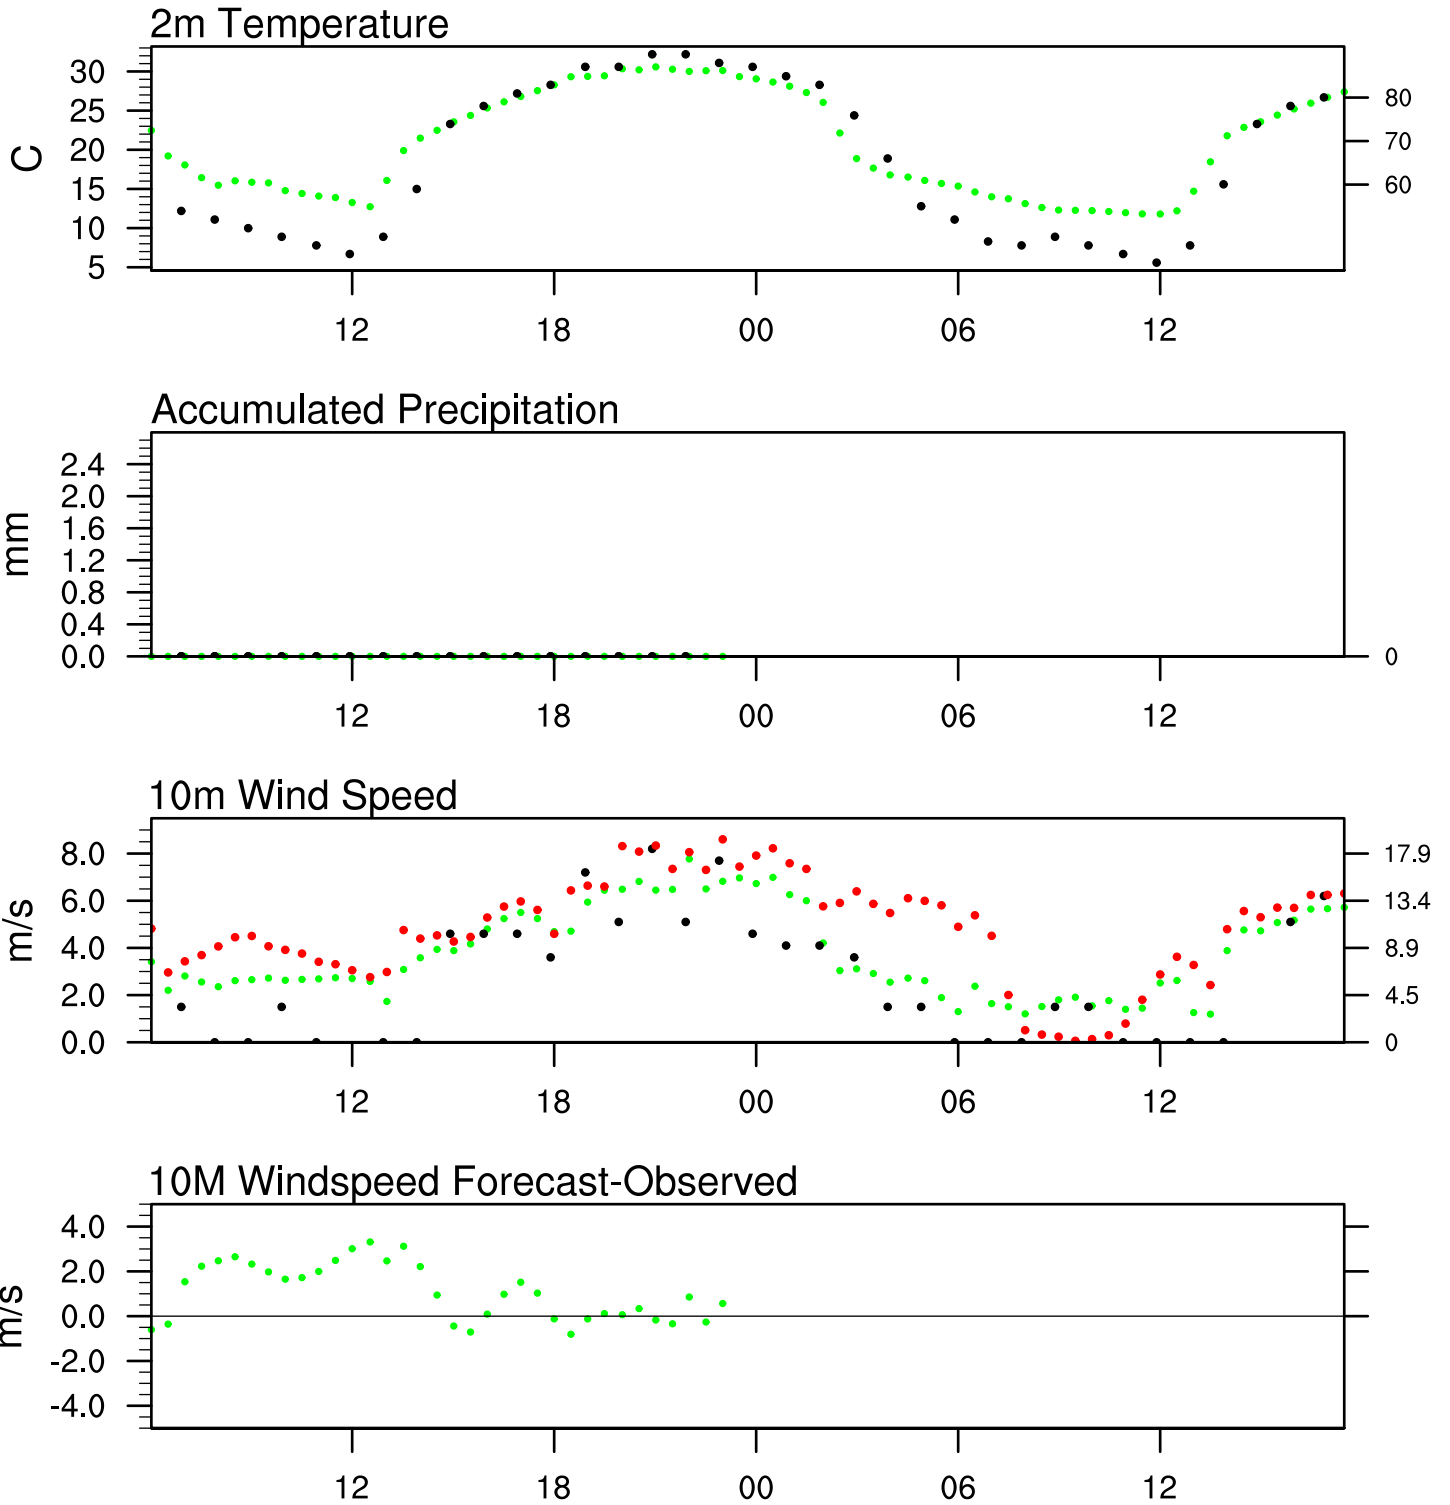 2m Temperature
30
25
20
15
10
5
C
80
70
60
12 18 00 06 12
Accumulated Precipitation
2.4
2.0
1.6
1.2
0.8
0.4
0.0
mm
0
12 18 00 06 12
10m Wind Speed
8.0
6.0
4.0
2.0
0.0
m/s
17.9
13.4
8.9
4.5
0
12 18 00 06 12
10M Windspeed Forecast-Observed
4.0
2.0
0.0
-2.0
-4.0
m/s
12 18 00 06 12